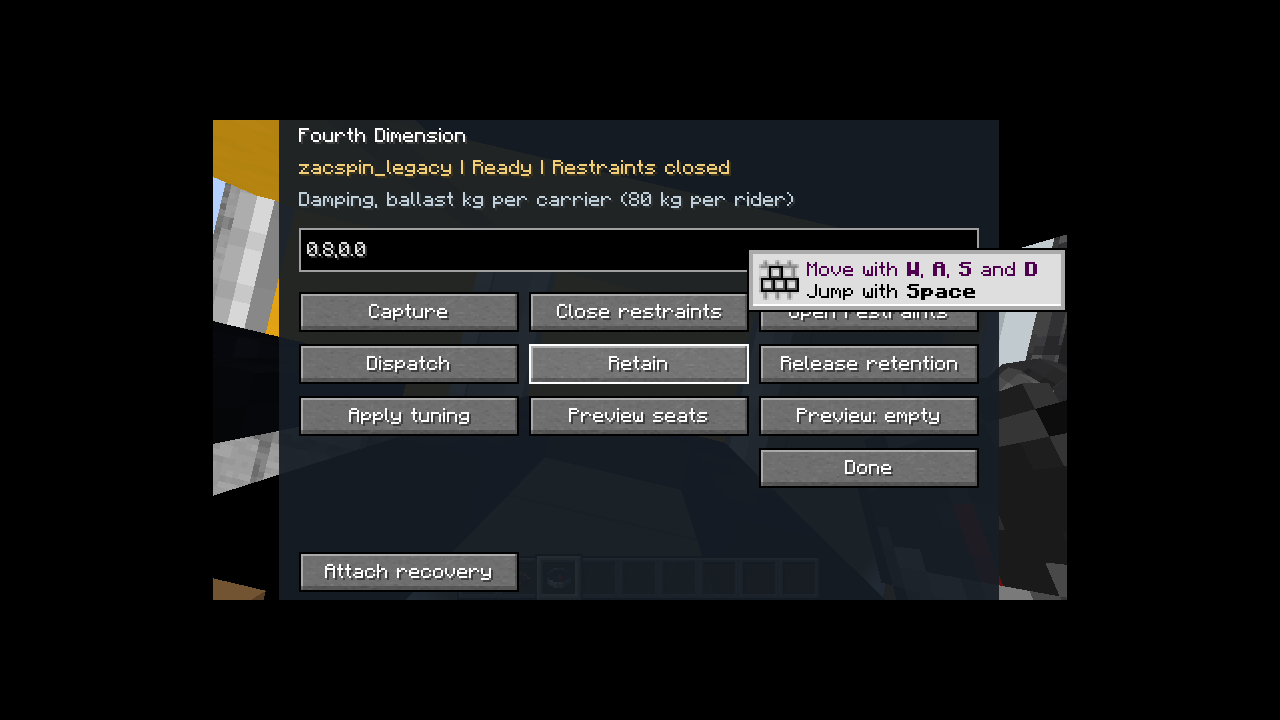 Fourth Dimension
zacspin_legacy | Ready | Restraints closed
Damping, ballast kg per carrier (80 kg per rider)
0.8,0.0
Move with W, A, S and D
Jump with Space
Capture
Close restraints
Open restraints
Dispatch
Retain
Release retention
Apply tuning
Preview seats
Preview: empty
Done
Attach recovery